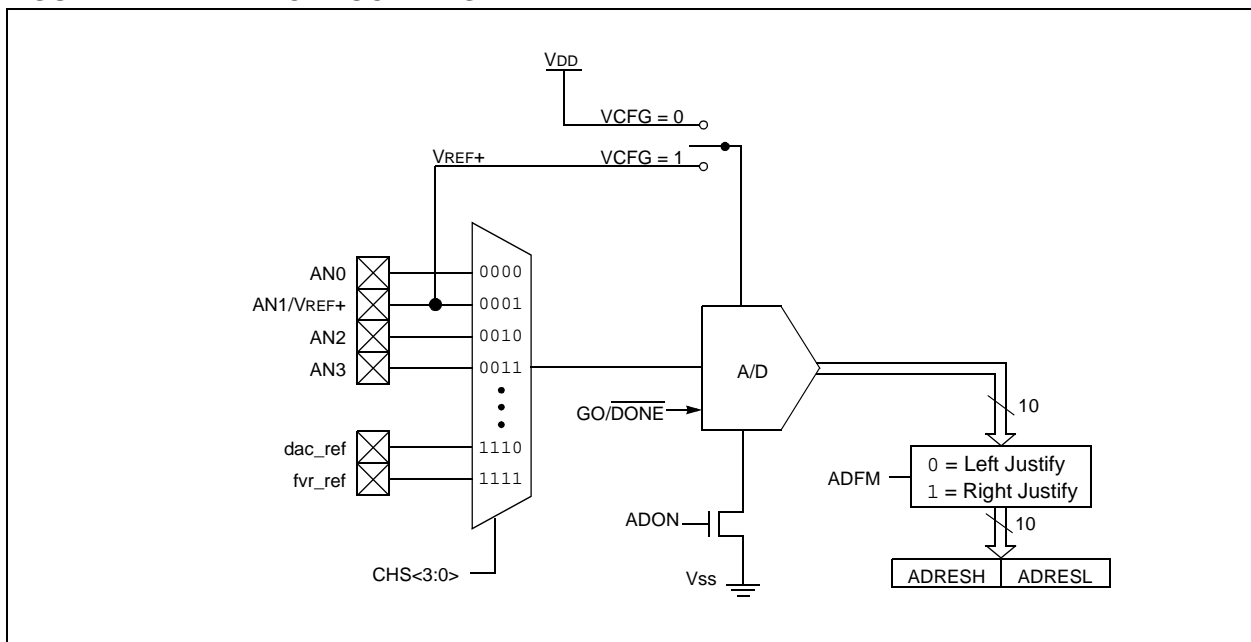 VDD
VCFG = 0
VREF+
VCFG = 1
AN0
0000
AN1/VREF+
0001
AN2
0010
AN3
0011
A/D
10
GO/DONE
dac_ref
1110
fvr_ref
1111
ADFM
0 = Left Justify
1 = Right Justify
10
ADON
CHS<3:0>
Vss
ADRESH
ADRESL